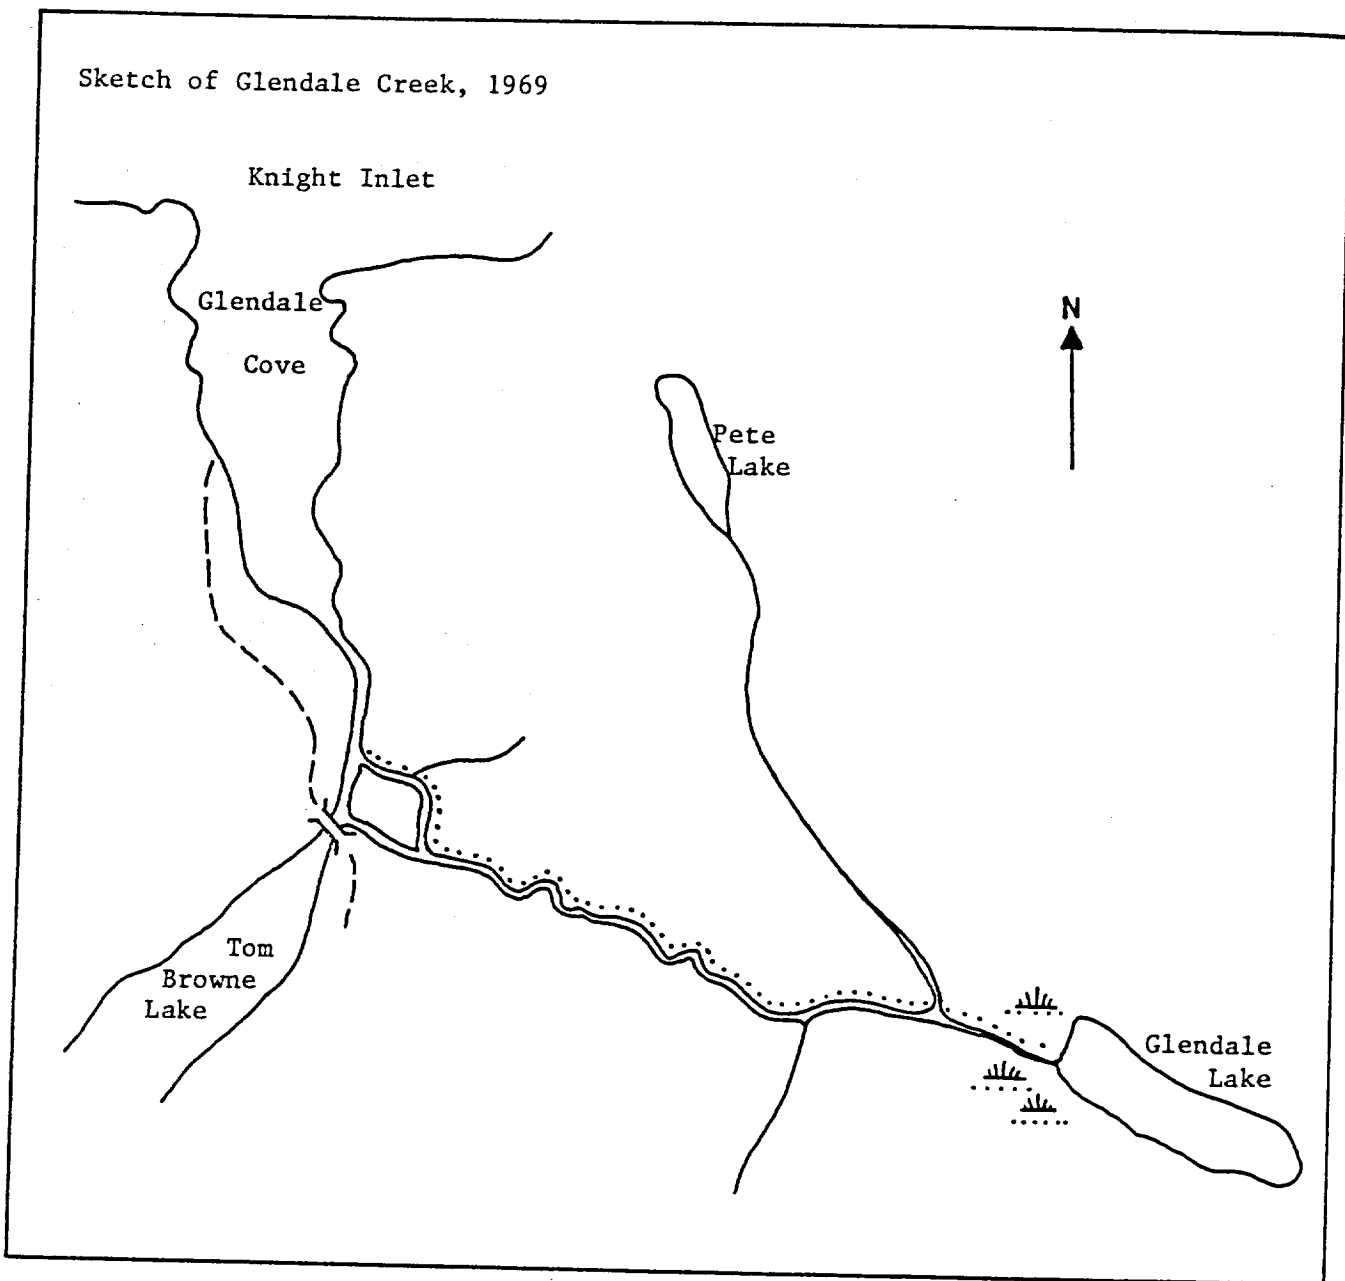 Sketch of Glendale Creek, 1969
Knight Inlet
Glendale
Cove
N
Pete
Lake
Tom
Browne
Lake
Glendale
Lake